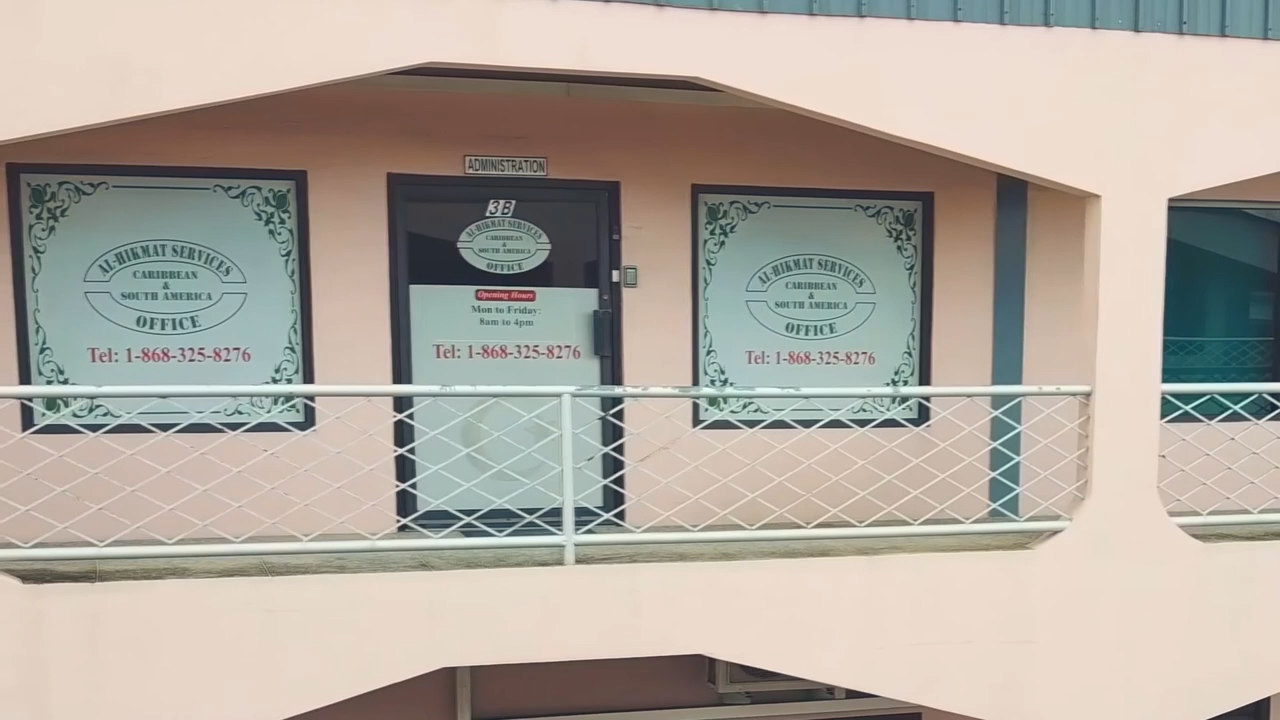 ADMINISTRATION
AL-HIKMAT SERVICES
CARIBBEAN
&
SOUTH AMERICA
OFFICE
Tel: 1-868-325-8276
3B
AL-HIKMAT SERVICES
CARIBBEAN
&
SOUTH AMERICA
OFFICE
Opening Hours
Mon to Friday:
8am to 4pm
Tel: 1-868-325-8276
AL-HIKMAT SERVICES
CARIBBEAN
&
SOUTH AMERICA
OFFICE
Tel: 1-868-325-8276